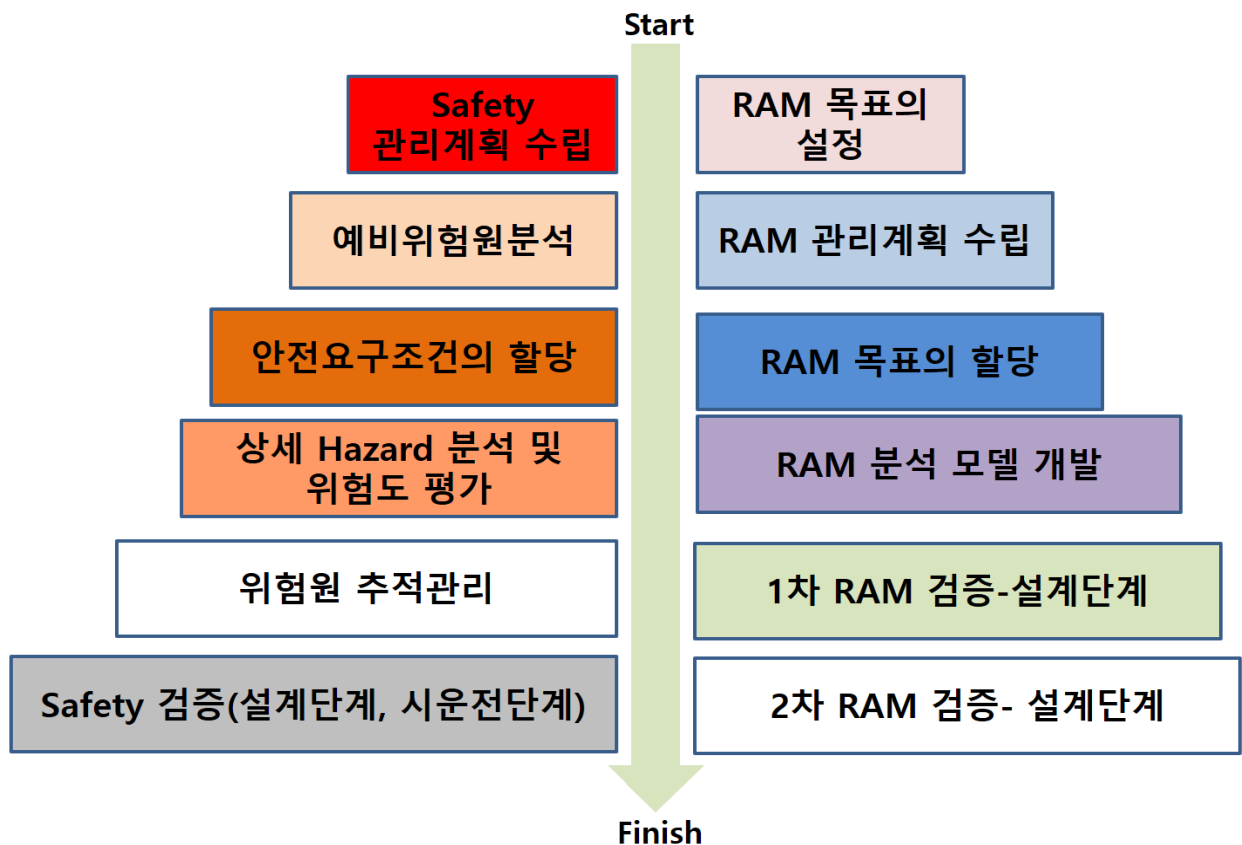 Start
Safety
관리계획 수립
RAM 목표의
설정
예비위험원분석
RAM 관리계획 수립
안전요구조건의 할당
RAM 목표의 할당
상세 Hazard 분석 및
위험도 평가
RAM 분석 모델 개발
위험원 추적관리
1차 RAM 검증-설계단계
Safety 검증(설계단계, 시운전단계)
2차 RAM 검증- 설계단계
Finish